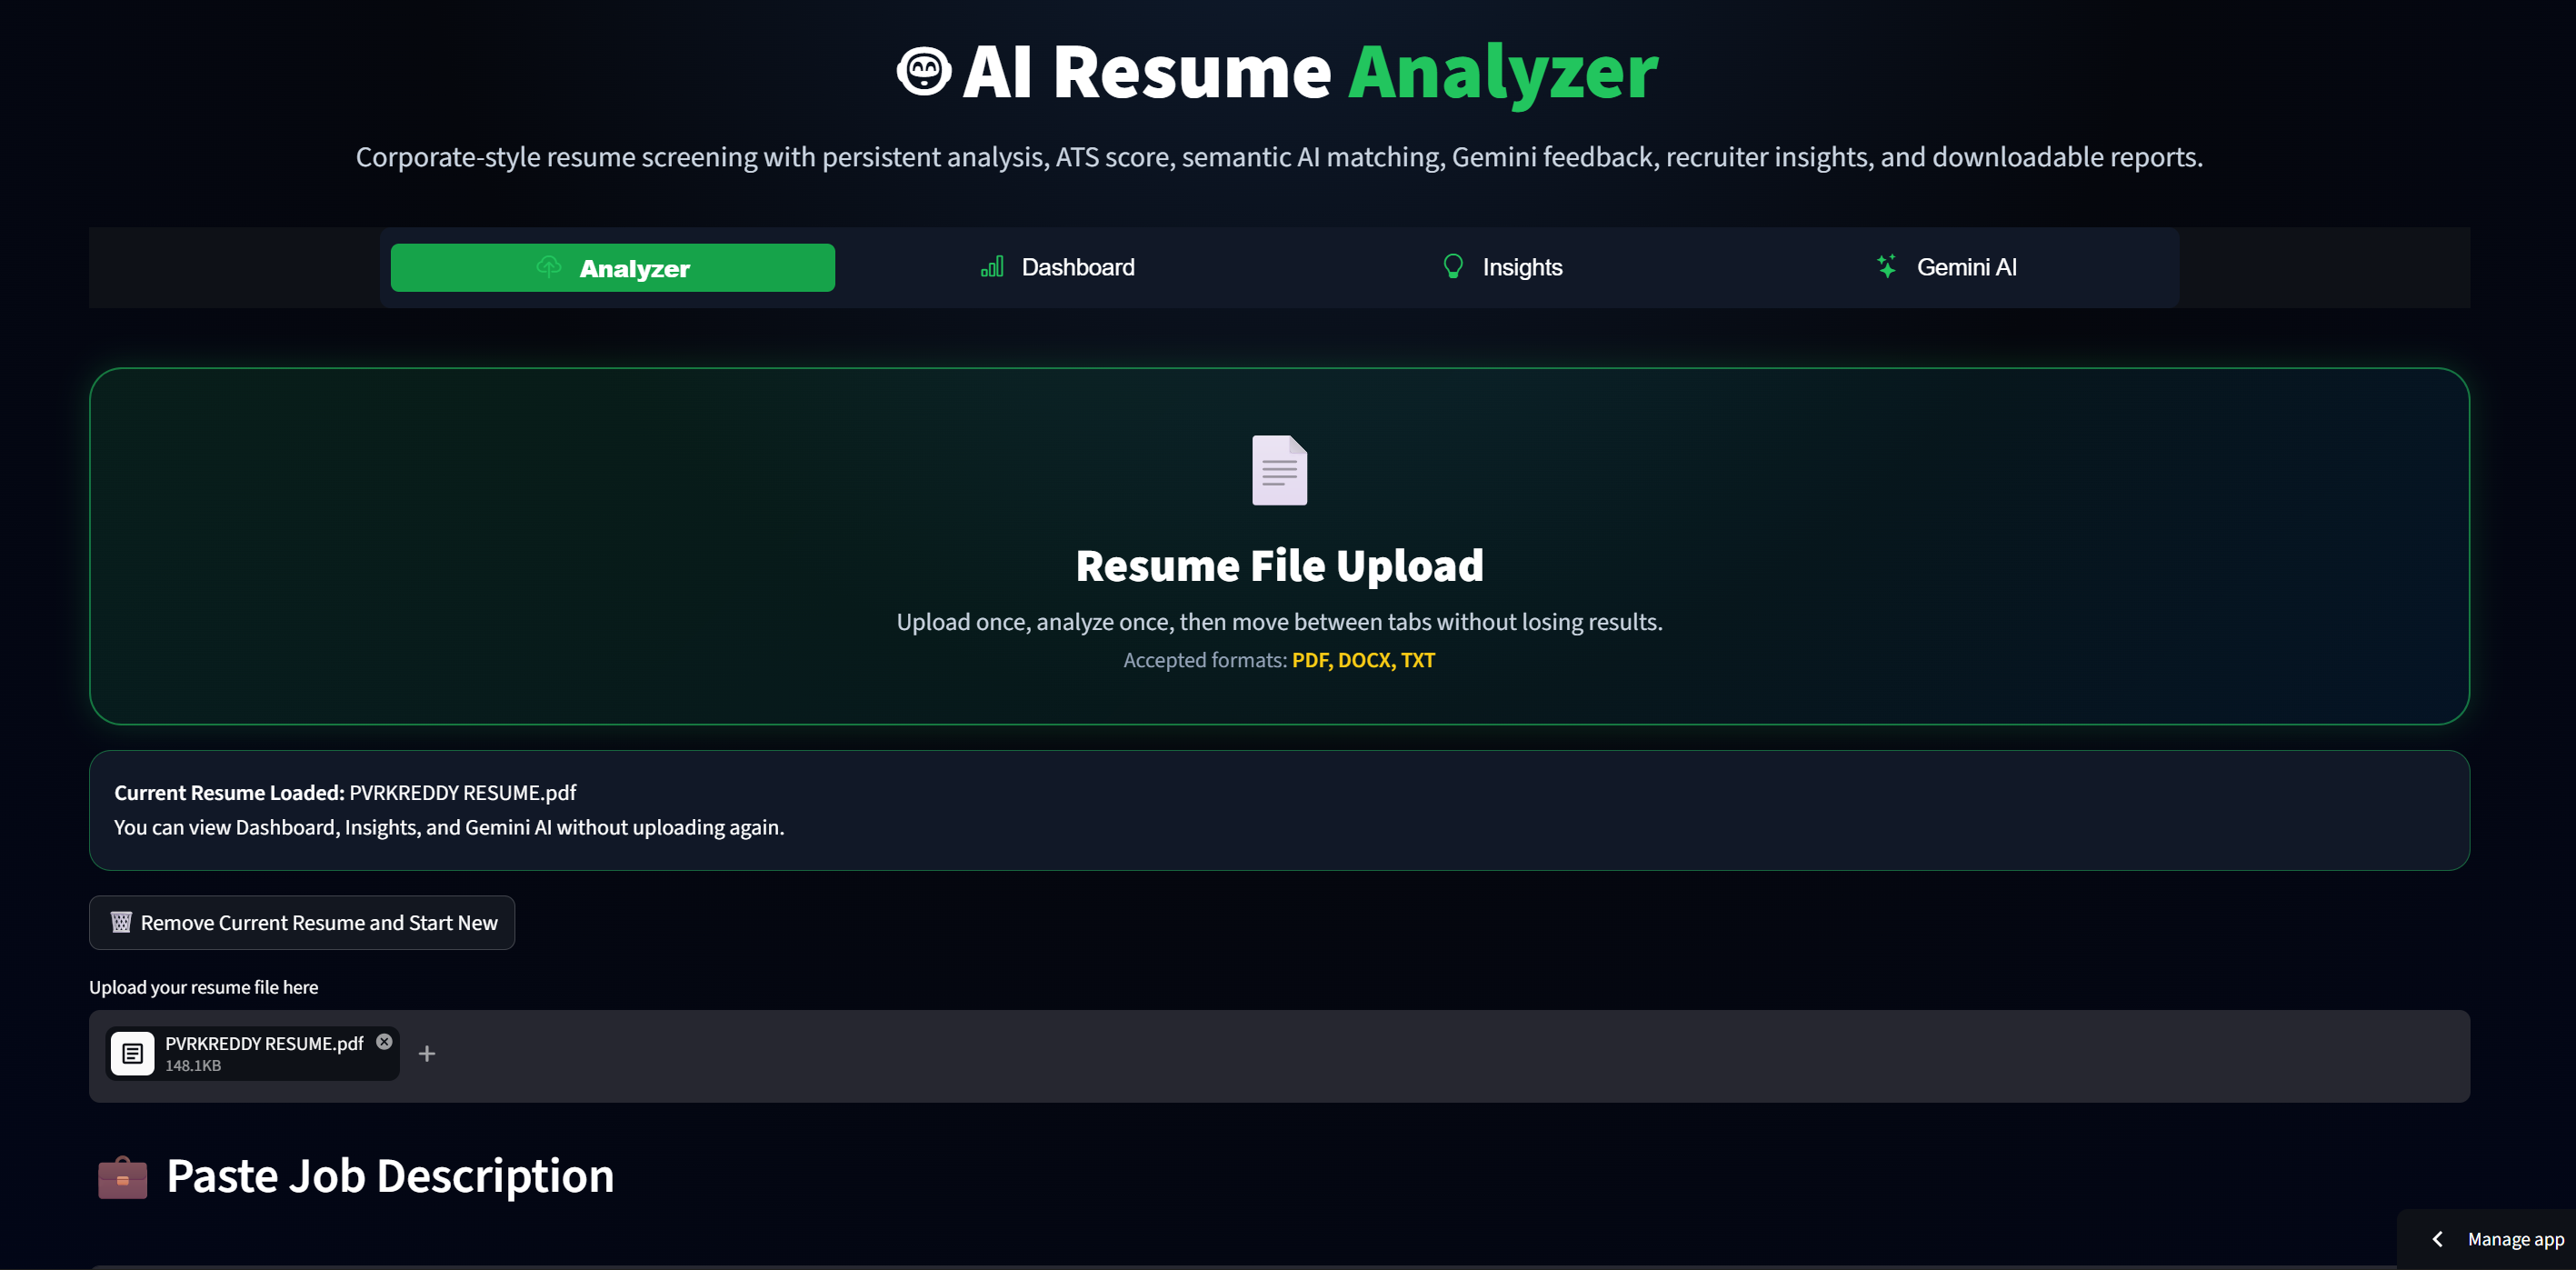 AI Resume Analyzer
Corporate-style resume screening with persistent analysis, ATS score, semantic AI matching, Gemini feedback, recruiter insights, and downloadable reports.
Analyzer
Dashboard
Insights
Gemini AI
Resume File Upload
Upload once, analyze once, then move between tabs without losing results.
Accepted formats: PDF, DOCX, TXT
Current Resume Loaded: PVRKREDDY RESUME.pdf
You can view Dashboard, Insights, and Gemini AI without uploading again.
Remove Current Resume and Start New
Upload your resume file here
PVRKREDDY RESUME.pdf
148.1KB
Paste Job Description
Manage app